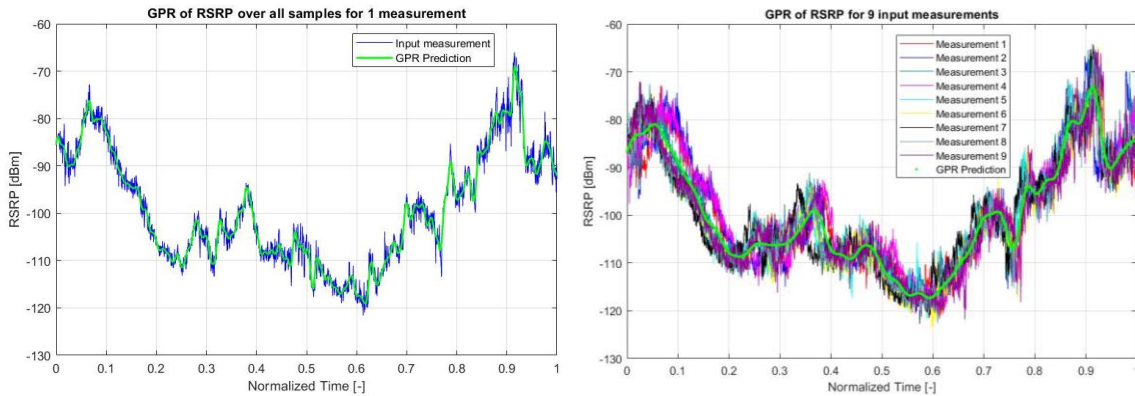 GPR of RSRP over all samples for 1 measurement
-60
-70
-80
-90
-100
-110
-120
-130
RSRP [dBm]
Input measurement
GPR Prediction
0 0.1 0.2 0.3 0.4 0.5 0.6 0.7 0.8 0.9 1
Normalized Time [-]
GPR of RSRP for 9 input measurements
-60
-70
-80
-90
-100
-110
-120
-130
RSRP [dBm]
Measurement 1
Measurement 2
Measurement 3
Measurement 4
Measurement 5
Measurement 6
Measurement 7
Measurement 8
Measurement 9
GPR Prediction
0 0.1 0.2 0.3 0.4 0.5 0.6 0.7 0.8 0.9 1
Normalized Time [-]